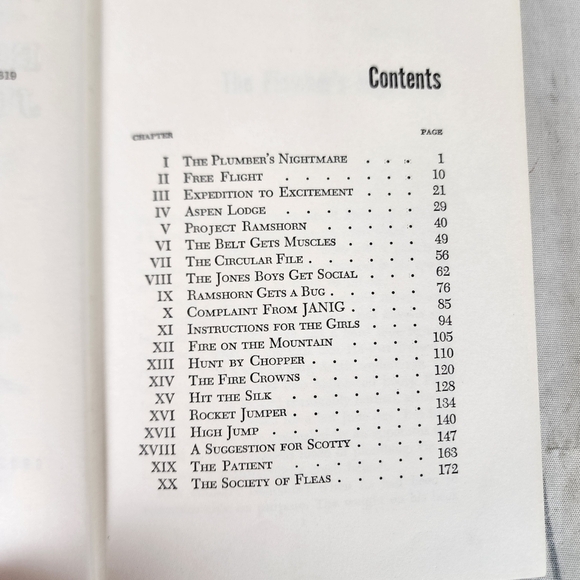 Contents
CHAPTER PAGE
I The Plumber's Nightmare . . . 1
II Free Flight . . . . . . 10
III Expedition to Excitement . . . 21
IV Aspen Lodge . . . . . . 29
V Project Ramshorn . . . . 40
VI The Belt Gets Muscles . . . . 49
VII The Circular File . . . . . 56
VIII The Jones Boys Get Social . . . 62
IX Ramshorn Gets a Bug . . . . . 76
X Complaint From JANIG . . . . 85
XI Instructions for the Girls . . . 94
XII Fire on the Mountain . . . . 105
XIII Hunt by Chopper . . . . . . 110
XIV The Fire Crowns . . . . . . 120
XV Hit the Silk . . . . . . 128
XVI Rocket Jumper . . . . . . 134
XVII High Jump . . . . . . . 140
XVIII A Suggestion for Scotty . . . . 147
XIX The Patient . . . . . . 163
XX The Society of Fleas . . . . . 172